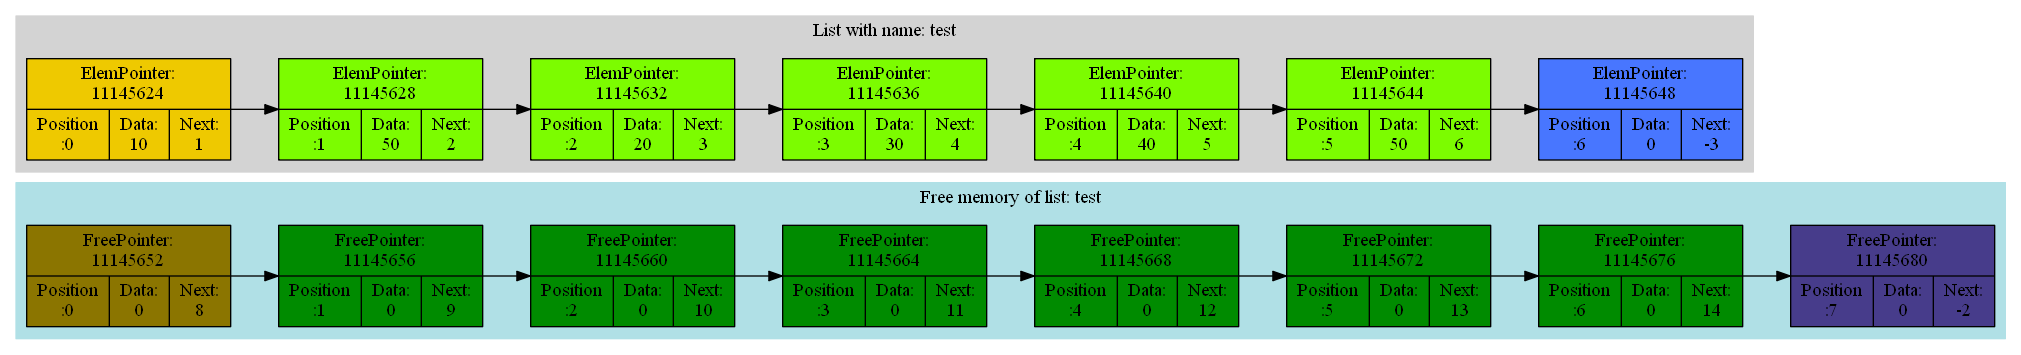 List with name: test
ElemPointer:
11145624
Position
:0
Data:
10
Next:
1
ElemPointer:
11145628
Position
:1
Data:
50
Next:
2
ElemPointer:
11145632
Position
:2
Data:
20
Next:
3
ElemPointer:
11145636
Position
:3
Data:
30
Next:
4
ElemPointer:
11145640
Position
:4
Data:
40
Next:
5
ElemPointer:
11145644
Position
:5
Data:
50
Next:
6
ElemPointer:
11145648
Position
:6
Data:
0
Next:
-3
Free memory of list: test
FreePointer:
11145652
Position
:0
Data:
0
Next:
8
FreePointer:
11145656
Position
:1
Data:
0
Next:
9
FreePointer:
11145660
Position
:2
Data:
0
Next:
10
FreePointer:
11145664
Position
:3
Data:
0
Next:
11
FreePointer:
11145668
Position
:4
Data:
0
Next:
12
FreePointer:
11145672
Position
:5
Data:
0
Next:
13
FreePointer:
11145676
Position
:6
Data:
0
Next:
14
FreePointer:
11145680
Position
:7
Data:
0
Next:
-2